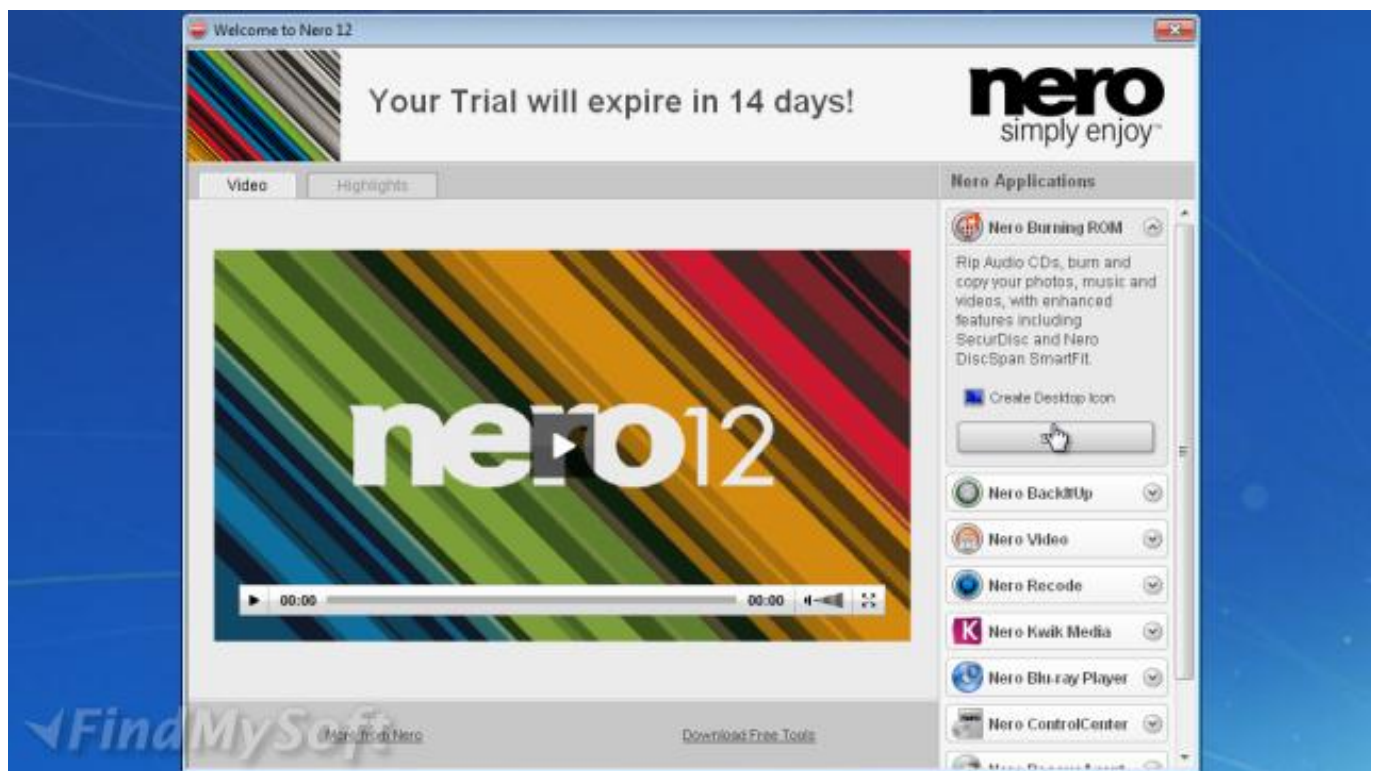 Welcome to Nero 12
Your Trial will expire in 14 days!
nero
simply enjoy™
Video
Highlights
nero12
00:00
00:00
More from Nero
Download Free Tools
Nero Applications
Nero Burning ROM
Rip Audio CDs, burn and
copy your photos, music and
videos, with enhanced
features including
SecurDisc and Nero
DiscSpan SmartFit.
Create Desktop Icon
Nero BackItUp
Nero Video
Nero Recode
K Nero Kwik Media
Nero Blu-ray Player
nero Nero ControlCenter
FindMySoft